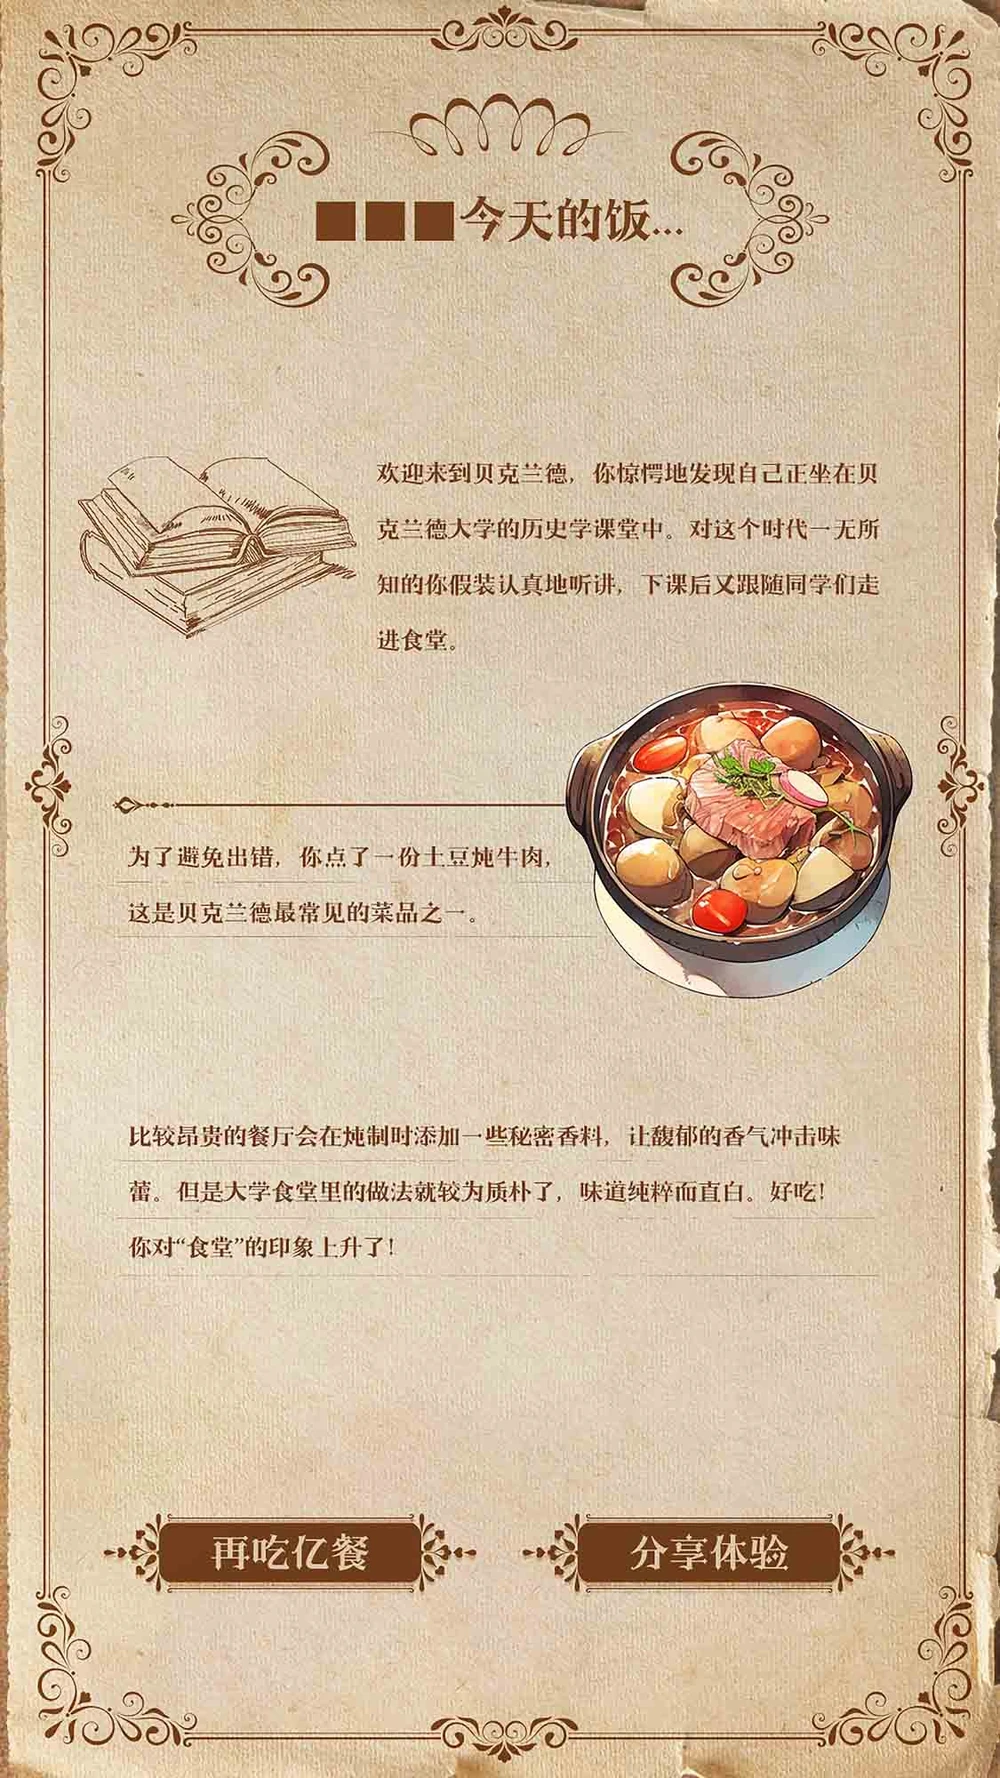 ■■■今天的饭...
欢迎来到贝克兰德，你惊愕地发现自己正坐在贝
克兰德大学的历史学课堂中。对这个时代一无所
知的你假装认真地听讲，下课后又跟随同学们走
进食堂。
为了避免出错，你点了一份土豆炖牛肉，
这是贝克兰德最常见的菜品之一。
比较昂贵的餐厅会在炖制时添加一些秘密香料，让馥郁的香气冲击味
蕾。但是大学食堂里的做法就较为质朴了，味道纯粹而直白。好吃！
你对“食堂”的印象上升了！
再吃亿餐
分享体验